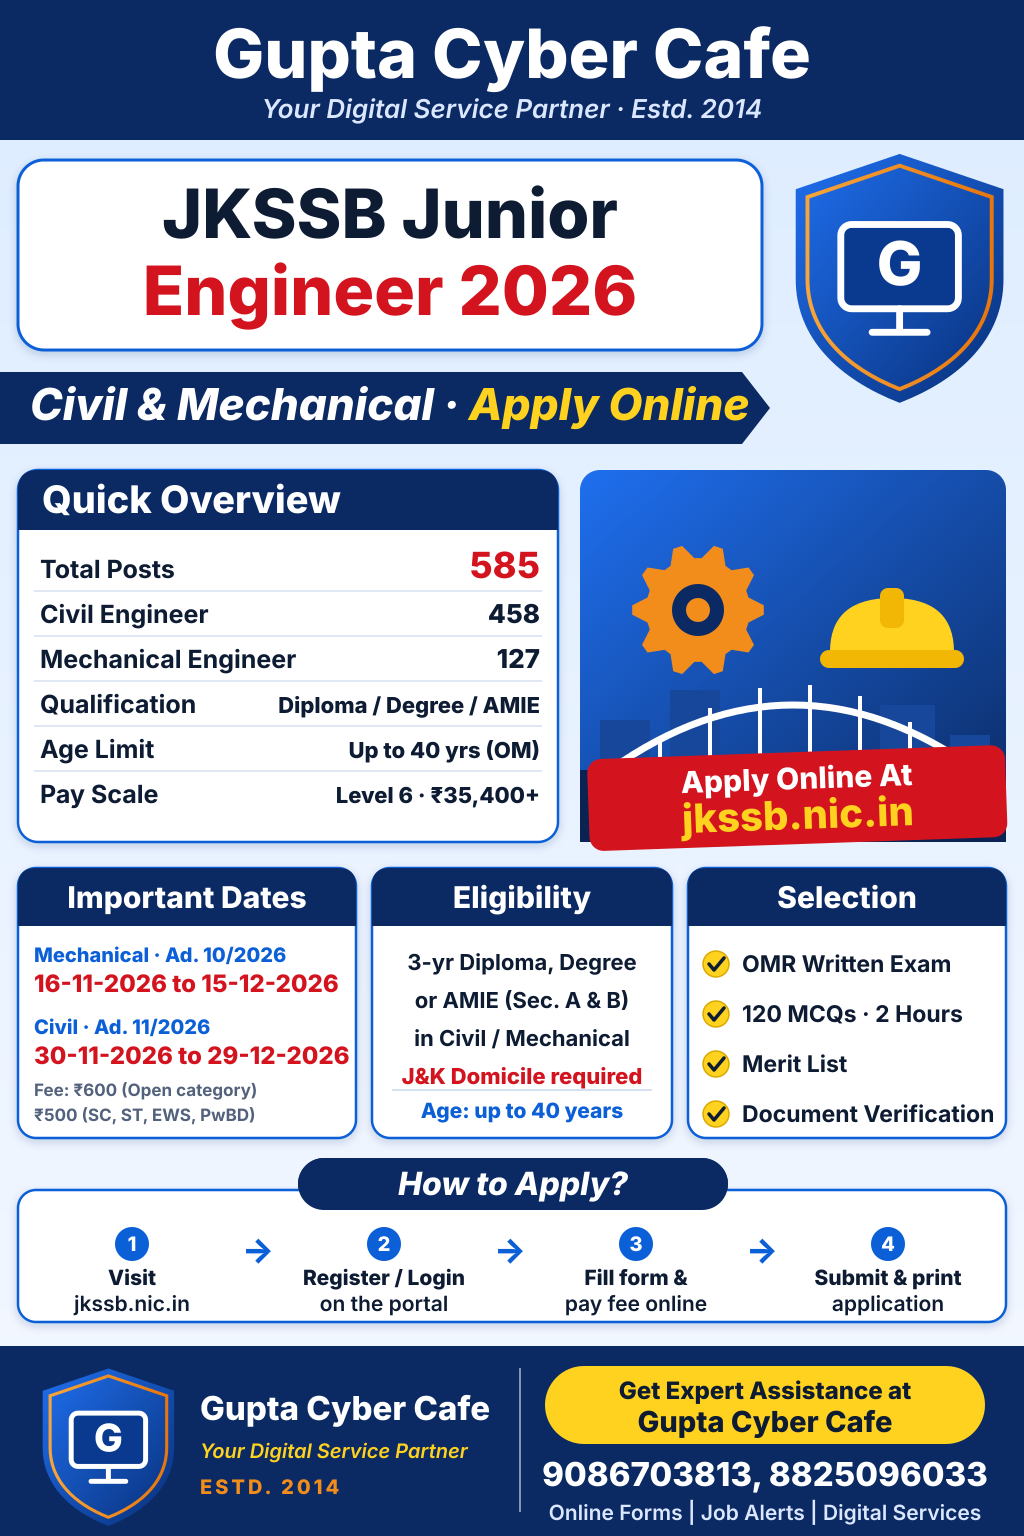 Gupta Cyber Cafe
Your Digital Service Partner · Estd. 2014
JKSSB Junior
Engineer 2026
G
Civil & Mechanical · Apply Online
Quick Overview
Total Posts 585
Civil Engineer 458
Mechanical Engineer 127
Qualification Diploma / Degree / AMIE
Age Limit Up to 40 yrs (OM)
Pay Scale Level 6 · ₹35,400+
Apply Online At
jkssb.nic.in
Important Dates
Mechanical · Ad. 10/2026
16-11-2026 to 15-12-2026
Civil · Ad. 11/2026
30-11-2026 to 29-12-2026
Fee: ₹600 (Open category)
₹500 (SC, ST, EWS, PwBD)
Eligibility
3-yr Diploma, Degree
or AMIE (Sec. A & B)
in Civil / Mechanical
J&K Domicile required
Age: up to 40 years
Selection
OMR Written Exam
120 MCQs · 2 Hours
Merit List
Document Verification
How to Apply?
1
Visit
jkssb.nic.in
2
Register / Login
on the portal
3
Fill form &
pay fee online
4
Submit & print
application
G
Gupta Cyber Cafe
Your Digital Service Partner
ESTD. 2014
Get Expert Assistance at
Gupta Cyber Cafe
9086703813, 8825096033
Online Forms | Job Alerts | Digital Services